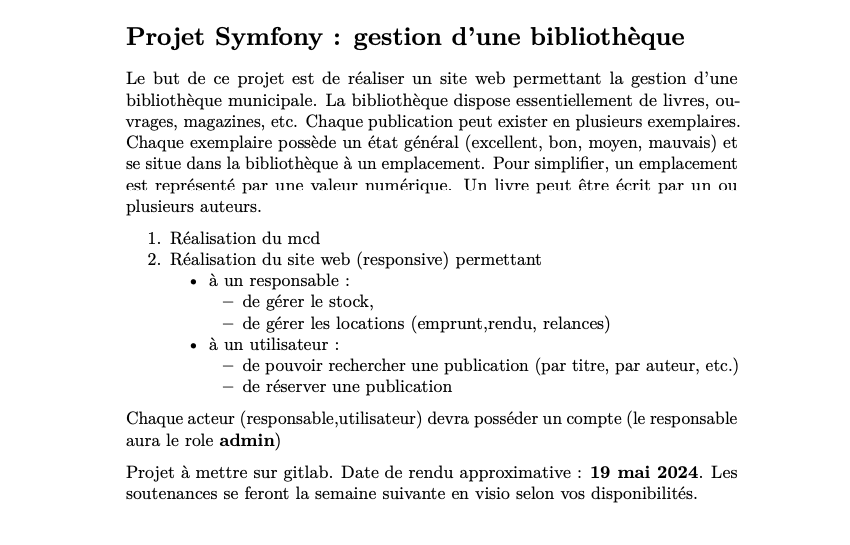 Projet Symfony : gestion d'une bibliothèque
Le but de ce projet est de réaliser un site web permettant la gestion d'une
bibliothèque municipale. La bibliothèque dispose essentiellement de livres, ou-
vrages, magazines, etc. Chaque publication peut exister en plusieurs exemplaires.
Chaque exemplaire possède un état général (excellent, bon, moyen, mauvais) et
se situe dans la bibliothèque à un emplacement. Pour simplifier, un emplacement
est représenté par une valeur numérique. Un livre peut être écrit par un ou
plusieurs auteurs.
1. Réalisation du mcd
2. Réalisation du site web (responsive) permettant
• à un responsable :
– de gérer le stock,
– de gérer les locations (emprunt,rendu, relances)
• à un utilisateur :
– de pouvoir rechercher une publication (par titre, par auteur, etc.)
– de réserver une publication
Chaque acteur (responsable,utilisateur) devra posséder un compte (le responsable
aura le role admin)
Projet à mettre sur gitlab. Date de rendu approximative : 19 mai 2024. Les
soutenances se feront la semaine suivante en visio selon vos disponibilités.